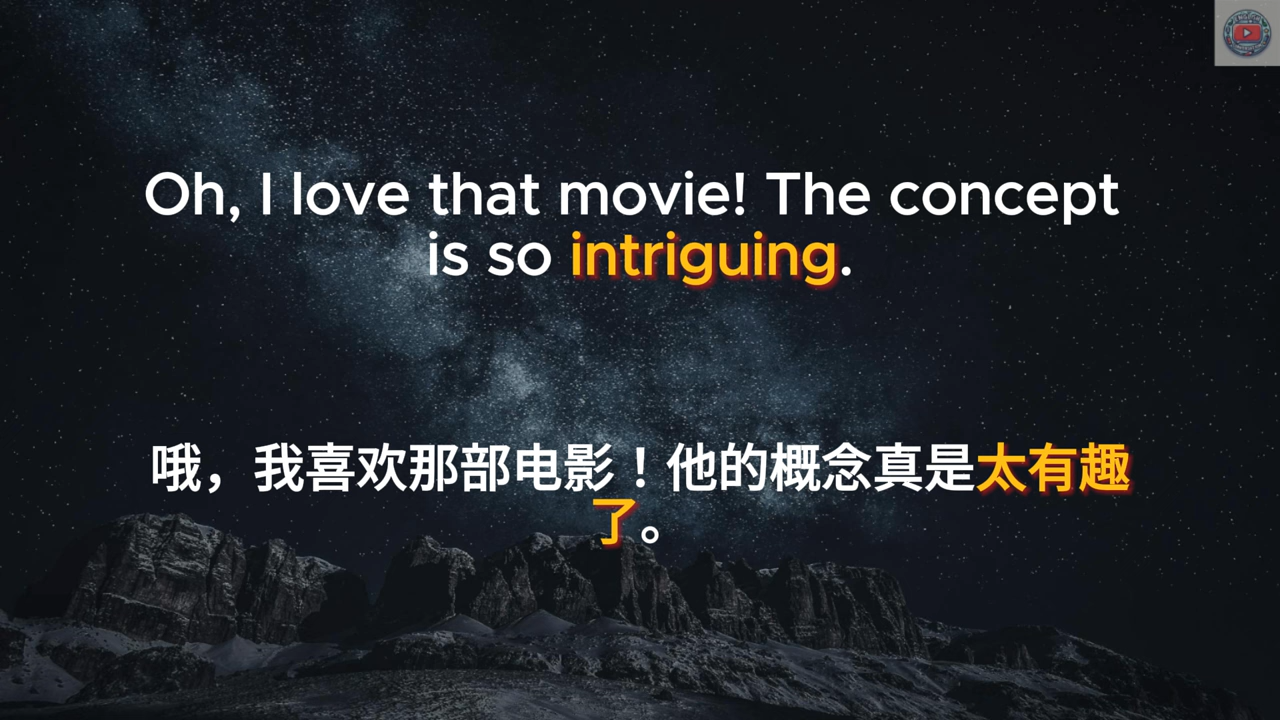 Oh, I love that movie! The concept
is so intriguing.
哦，我喜欢那部电影！他的概念真是太有趣
了。